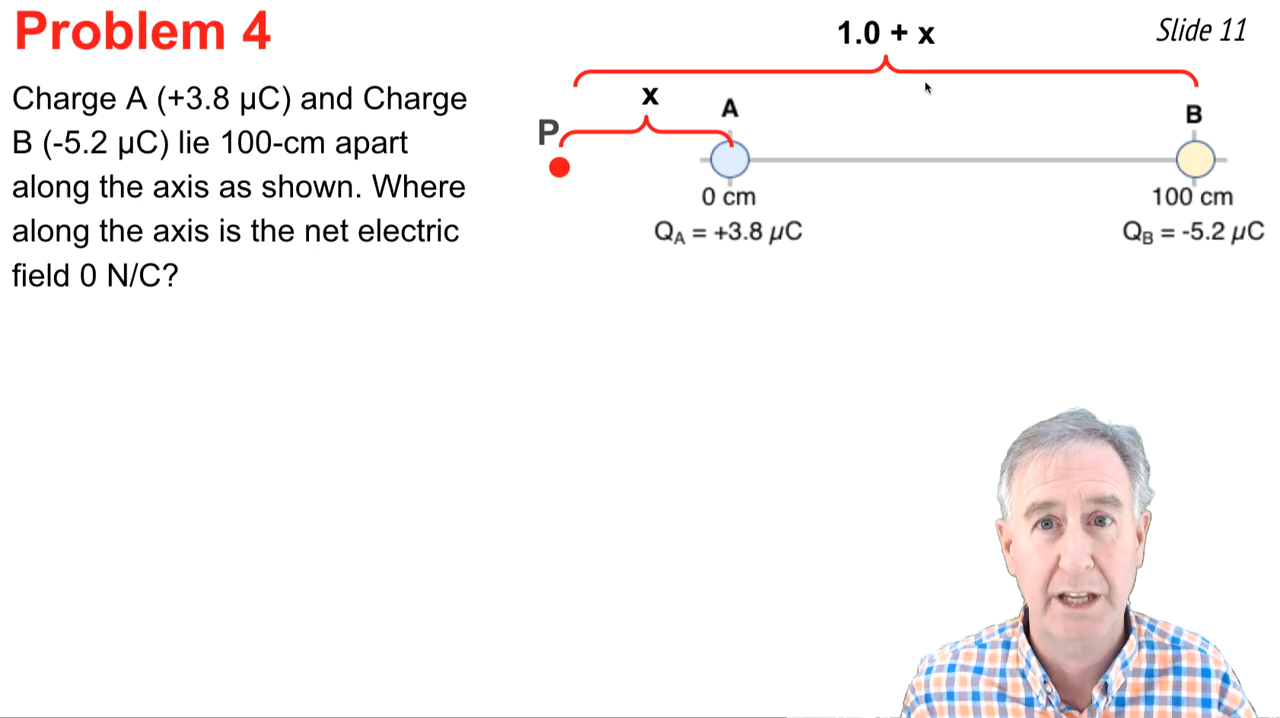 Problem 4
Charge A (+3.8 μC) and Charge
B (-5.2 μC) lie 100-cm apart
along the axis as shown. Where
along the axis is the net electric
field 0 N/C?
1.0 + x
Slide 11
x
A
B
P
0 cm
100 cm
QA = +3.8 μC
QB = -5.2 μC